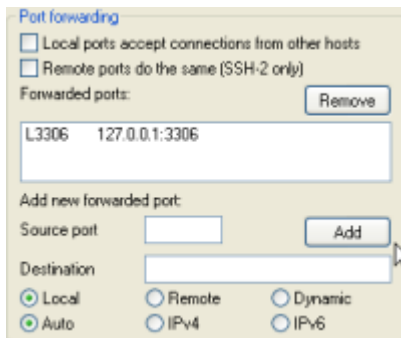 Port forwarding
Local ports accept connections from other hosts
Remote ports do the same (SSH-2 only)
Forwarded ports:
Remove
L3306 127.0.0.1:3306
Add new forwarded port:
Source port
Add
Destination
Local Remote Dynamic
Auto IPv4 IPv6